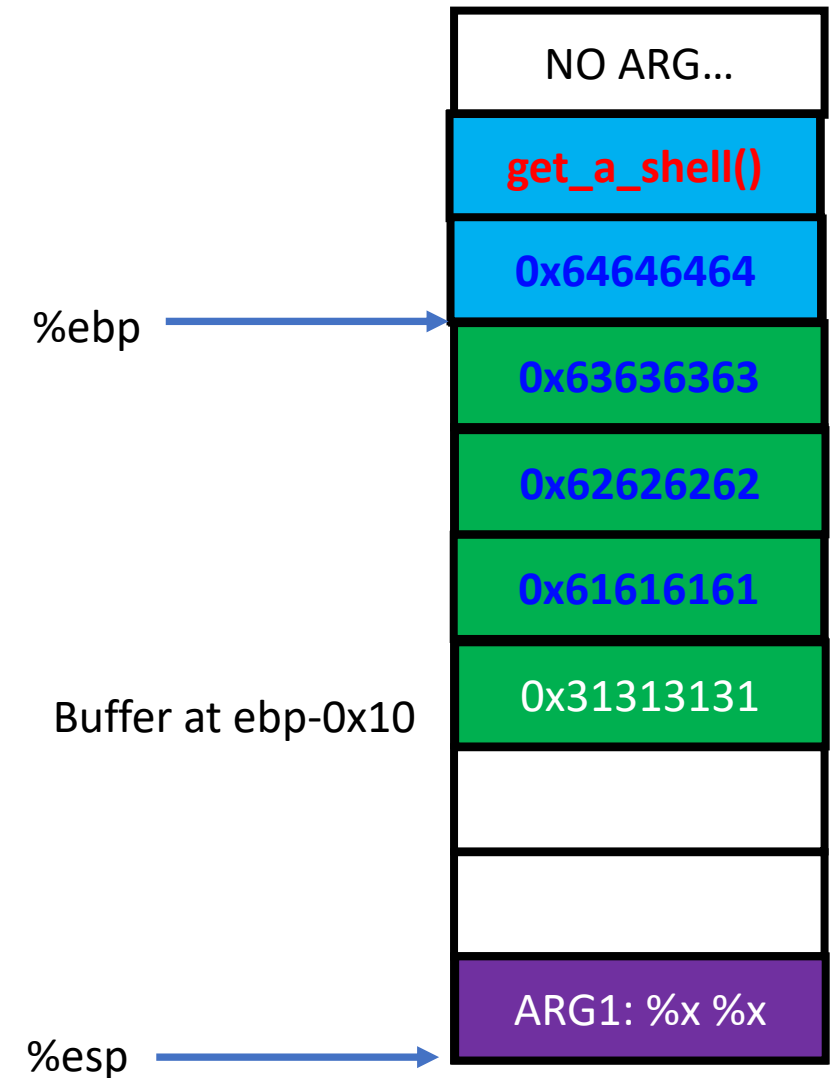 NO ARG...
get_a_shell()
0x64646464
%ebp
0x63636363
0x62626262
0x61616161
Buffer at ebp-0x10
0x31313131
ARG1: %x %x
%esp